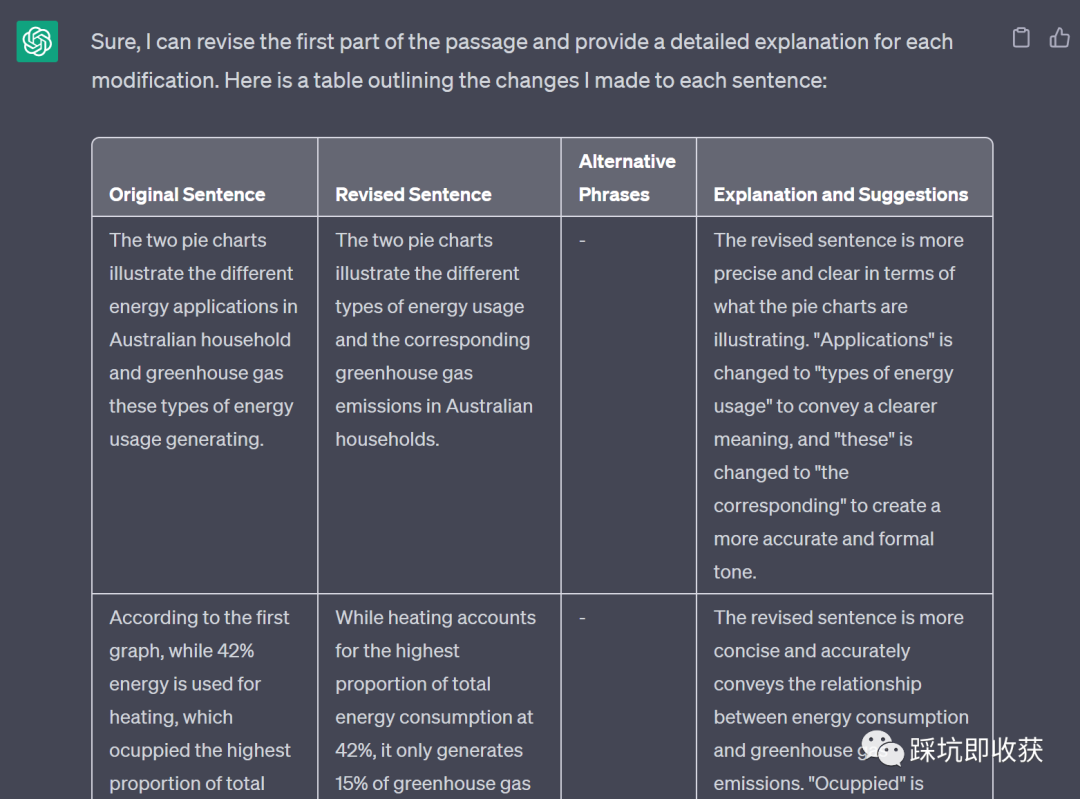 Sure, I can revise the first part of the passage and provide a detailed explanation for each
modification. Here is a table outlining the changes I made to each sentence:
Original Sentence
Revised Sentence
Alternative
Phrases
Explanation and Suggestions
The two pie charts
illustrate the different
energy applications in
Australian household
and greenhouse gas
these types of energy
usage generating.
The two pie charts
illustrate the different
types of energy usage
and the corresponding
greenhouse gas
emissions in Australian
households.
-
The revised sentence is more
precise and clear in terms of
what the pie charts are
illustrating. "Applications" is
changed to "types of energy
usage" to convey a clearer
meaning, and "these" is
changed to "the
corresponding" to create a
more accurate and formal
tone.
According to the first
graph, while 42%
energy is used for
heating, which
ocuppied the highest
proportion of total
While heating accounts
for the highest
proportion of total
energy consumption at
42%, it only generates
15% of greenhouse gas
-
The revised sentence is more
concise and accurately
conveys the relationship
between energy consumption
and greenhouse gas
emissions. "Ocuppied" is
踩坑即收获